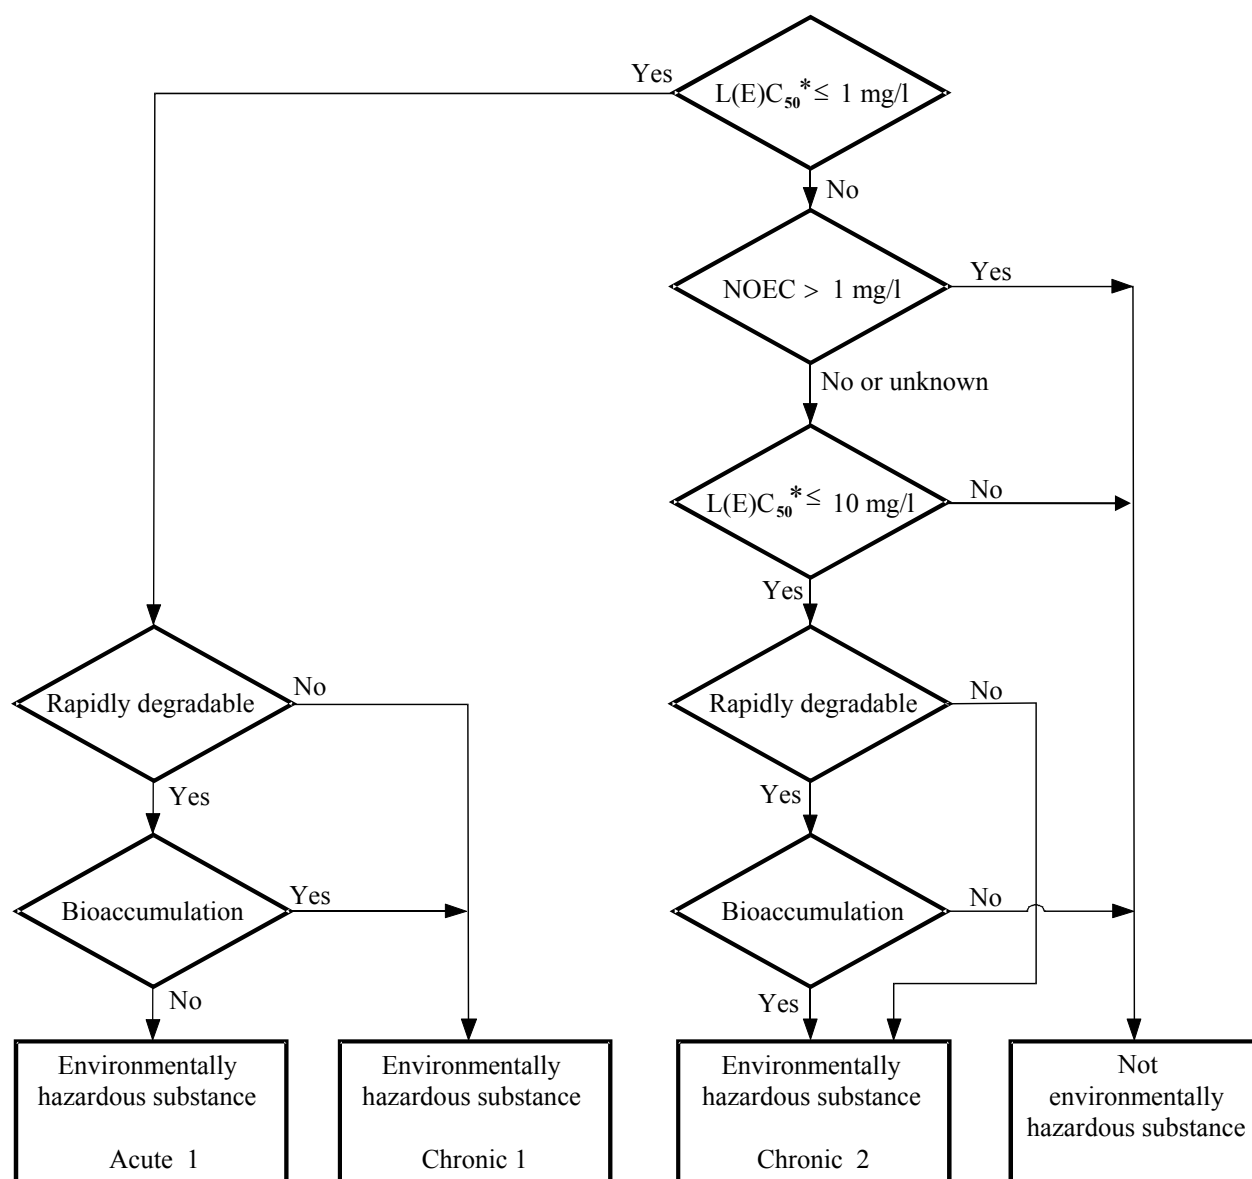 Yes
L(E)C50* ≤ 1 mg/l
No
NOEC > 1 mg/l
Yes
No or unknown
L(E)C50* ≤ 10 mg/l
No
Yes
Rapidly degradable
No
Rapidly degradable
No
Yes
Yes
Bioaccumulation
Yes
Bioaccumulation
No
No
Yes
Environmentally
hazardous substance
Acute 1
Environmentally
hazardous substance
Chronic 1
Environmentally
hazardous substance
Chronic 2
Not
environmentally
hazardous substance